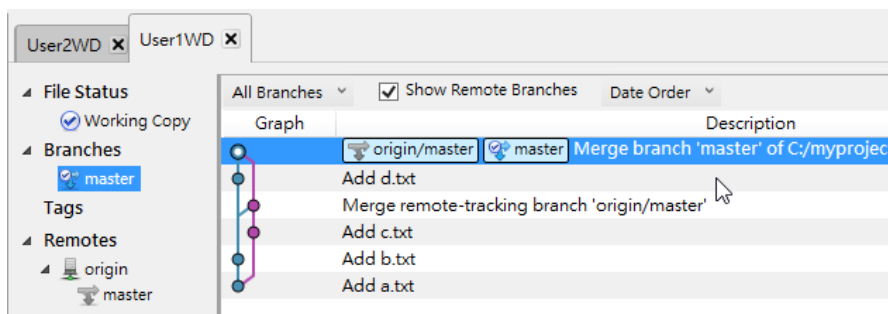 User2WD
User1WD
File Status
Working Copy
Branches
master
Tags
Remotes
origin
master
All Branches
Show Remote Branches
Date Order
Graph
Description
origin/master master Merge branch 'master' of C:/myprojec
Add d.txt
Merge remote-tracking branch 'origin/master'
Add c.txt
Add b.txt
Add a.txt